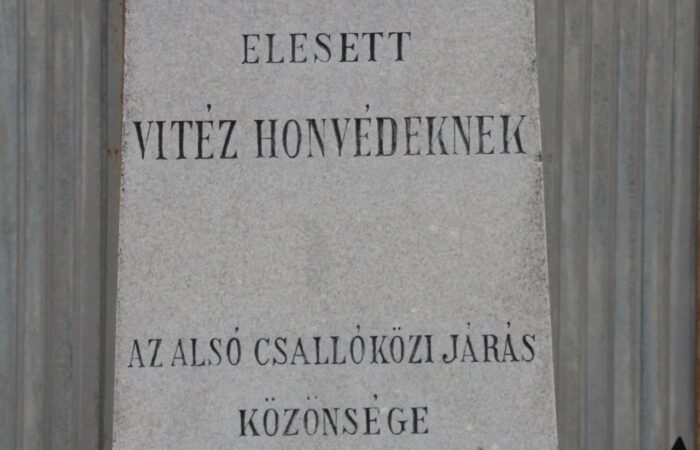 ELESETT
VITÉZ HONVÉDEKNEK
AZ ALSÓ CSALLÓKÖZI JÁRÁS
KÖZÖNSÉGE